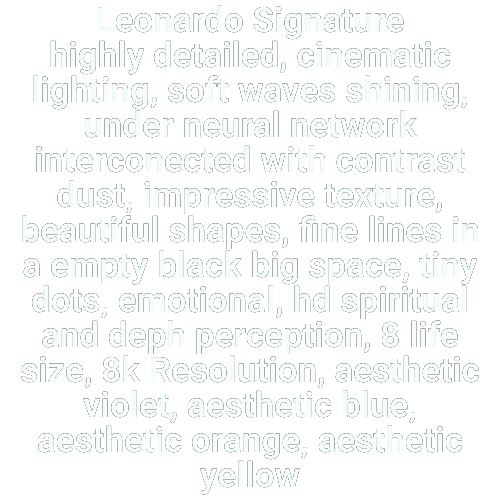 Leonardo Signature
highly detailed, cinematic
lighting, soft waves shining,
under neural network
interconected with contrast
dust, impressive texture,
beautiful shapes, fine lines in
a empty black big space, tiny
dots, emotional, hd spiritual
and deph perception, 8 life
size, 8k Resolution, aesthetic
violet, aesthetic blue,
aesthetic orange, aesthetic
yellow